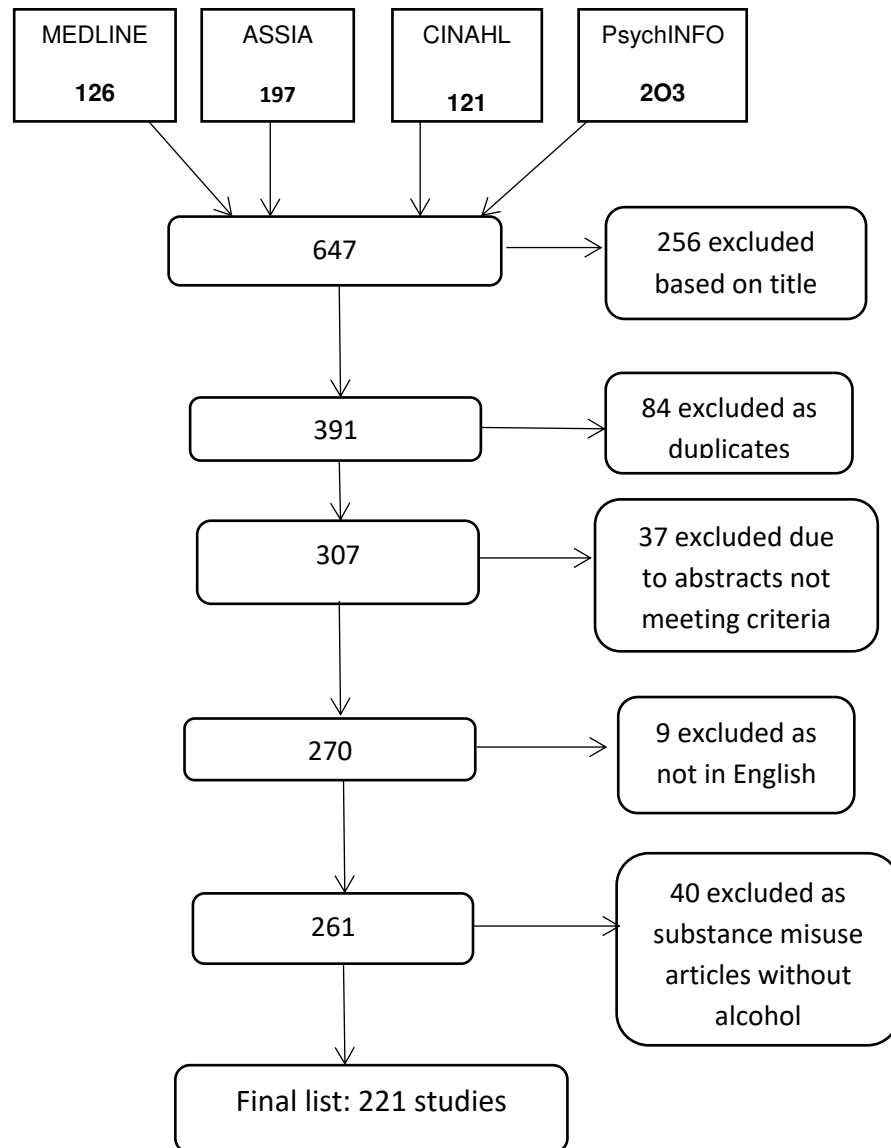 MEDLINE
126
ASSIA
197
CINAHL
121
PsychINFO
2O3
647
256 excluded
based on title
391
84 excluded as
duplicates
307
37 excluded due
to abstracts not
meeting criteria
270
9 excluded as
not in English
261
40 excluded as
substance misuse
articles without
alcohol
Final list: 221 studies